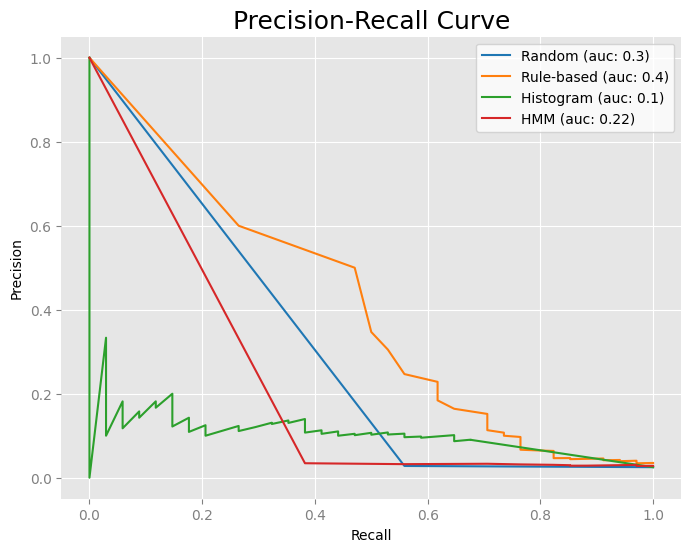 Precision-Recall Curve
Random (auc: 0.3)
Rule-based (auc: 0.4)
Histogram (auc: 0.1)
HMM (auc: 0.22)
Precision
1.0
0.8
0.6
0.4
0.2
0.0
0.0 0.2 0.4 0.6 0.8 1.0
Recall